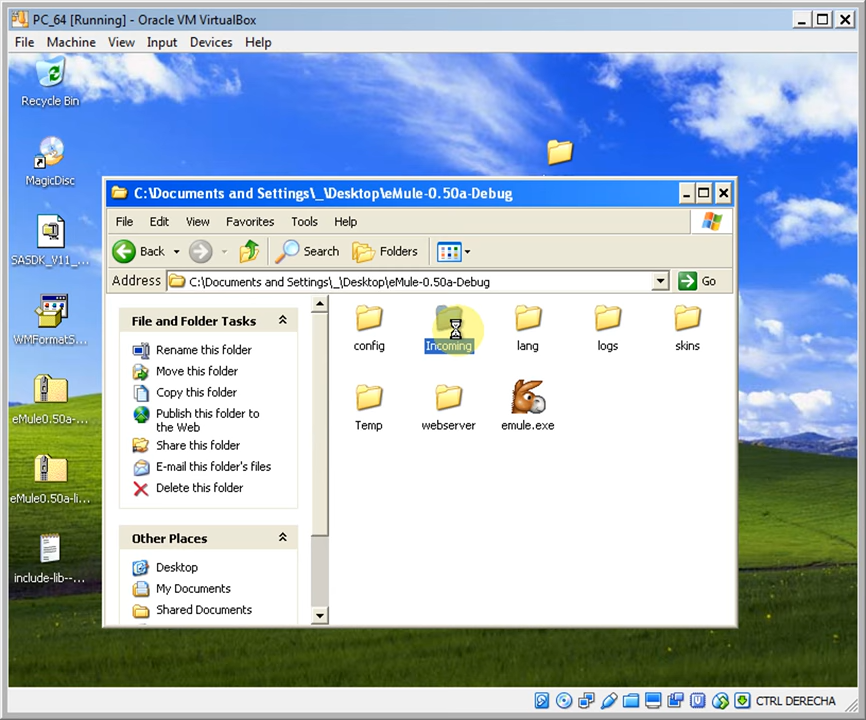 PC_64 [Running] - Oracle VM VirtualBox
File Machine View Input Devices Help
Recycle Bin
MagicDisc
SASDK_V11_...
WMFormatS...
eMule0.50a-...
eMule0.50a-li...
include-lib--...
C:\Documents and Settings\_\Desktop\eMule-0.50a-Debug
File Edit View Favorites Tools Help
Back Search Folders
Address C:\Documents and Settings\_\Desktop\eMule-0.50a-Debug Go
File and Folder Tasks
Rename this folder
Move this folder
Copy this folder
Publish this folder to
the Web
Share this folder
E-mail this folder's files
Delete this folder
Other Places
Desktop
My Documents
Shared Documents
config Incoming lang logs skins
Temp webserver emule.exe
CTRL DERECHA